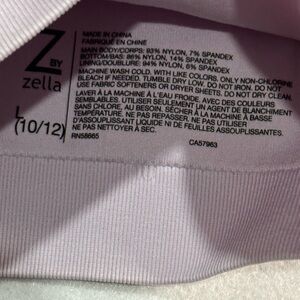 Z BY
zella
L
(10/12)
MADE IN CHINA
FABRIQUÉ EN CHINE
MAIN BODY/CORPS: 93% NYLON, 7% SPANDEX
BOTTOM/BAS: 86% NYLON, 14% SPANDEX
LINING/DOUBLURE: 94% NYLON, 6% SPANDEX
MACHINE WASH COLD. WITH LIKE COLORS. ONLY NON-CHLORINE
BLEACH IF NEEDED. TUMBLE DRY LOW. DO NOT IRON. DO NOT
USE FABRIC SOFTENERS OR DRYER SHEETS. DO NOT DRY CLEAN.
LAVER À LA MACHINE À L'EAU FROIDE. AVEC DES COULEURS
SEMBLABLES. UTILISER SEULEMENT UN AGENT DE BLANCHIMENT
SANS CHLORE, AU BESOIN. SÉCHER À LA MACHINE À BASSE
TEMPÉRATURE. NE PAS REPASSER. NE PAS UTILISER
D'ASSOUPLISSANT LIQUIDE NI DE FEUILLES ASSOUPLISSANTES.
NE PAS NETTOYER À SEC.
RN58665 CA57963